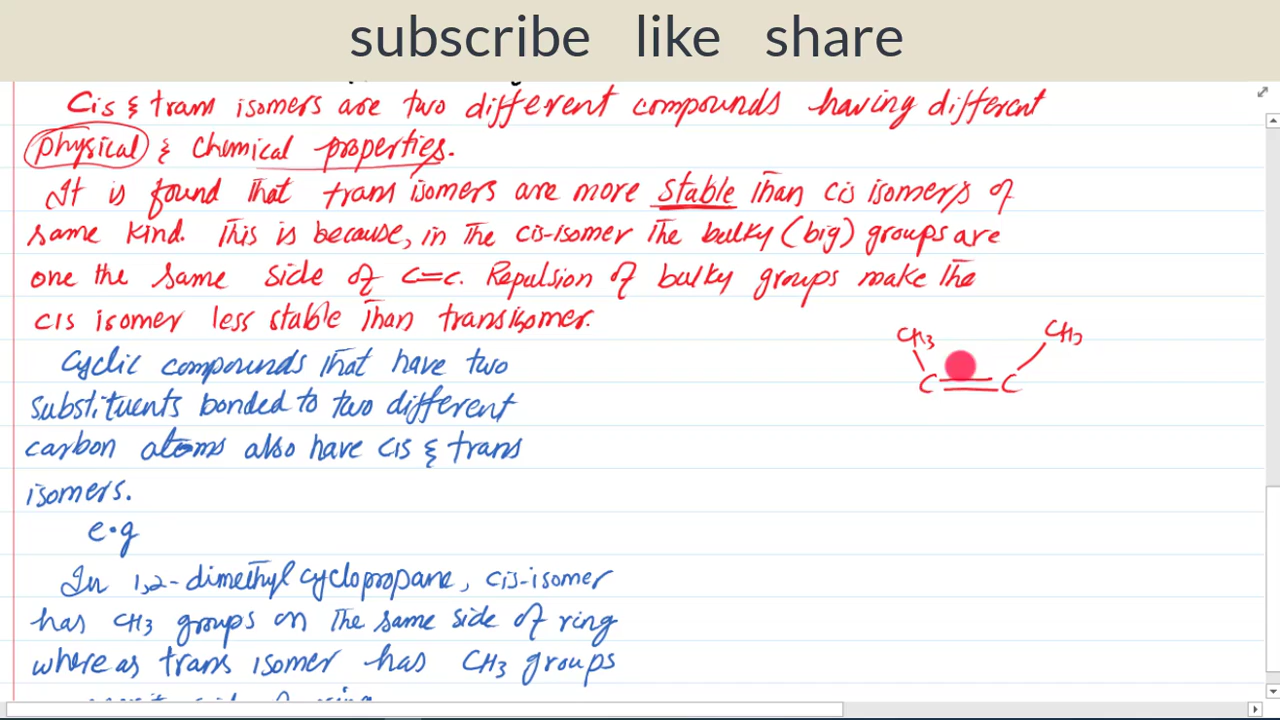 subscribe like share
Cis & trans isomers are two different compounds having different
physical & chemical properties.
It is found that trans isomers are more stable than cis isomers of
same kind. This is because, in the cis-isomer the bulky (big) groups are
one the same side of C=C. Repulsion of bulky groups make the
cis isomer less stable than trans isomer.
CH3 CH3
C=C
Cyclic compounds that have two
substituents bonded to two different
carbon atoms also have cis & trans
isomers.
e.g
In 1,2-dimethyl cyclopropane, cis-isomer
has CH3 groups on the same side of ring
where as trans isomer has CH3 groups